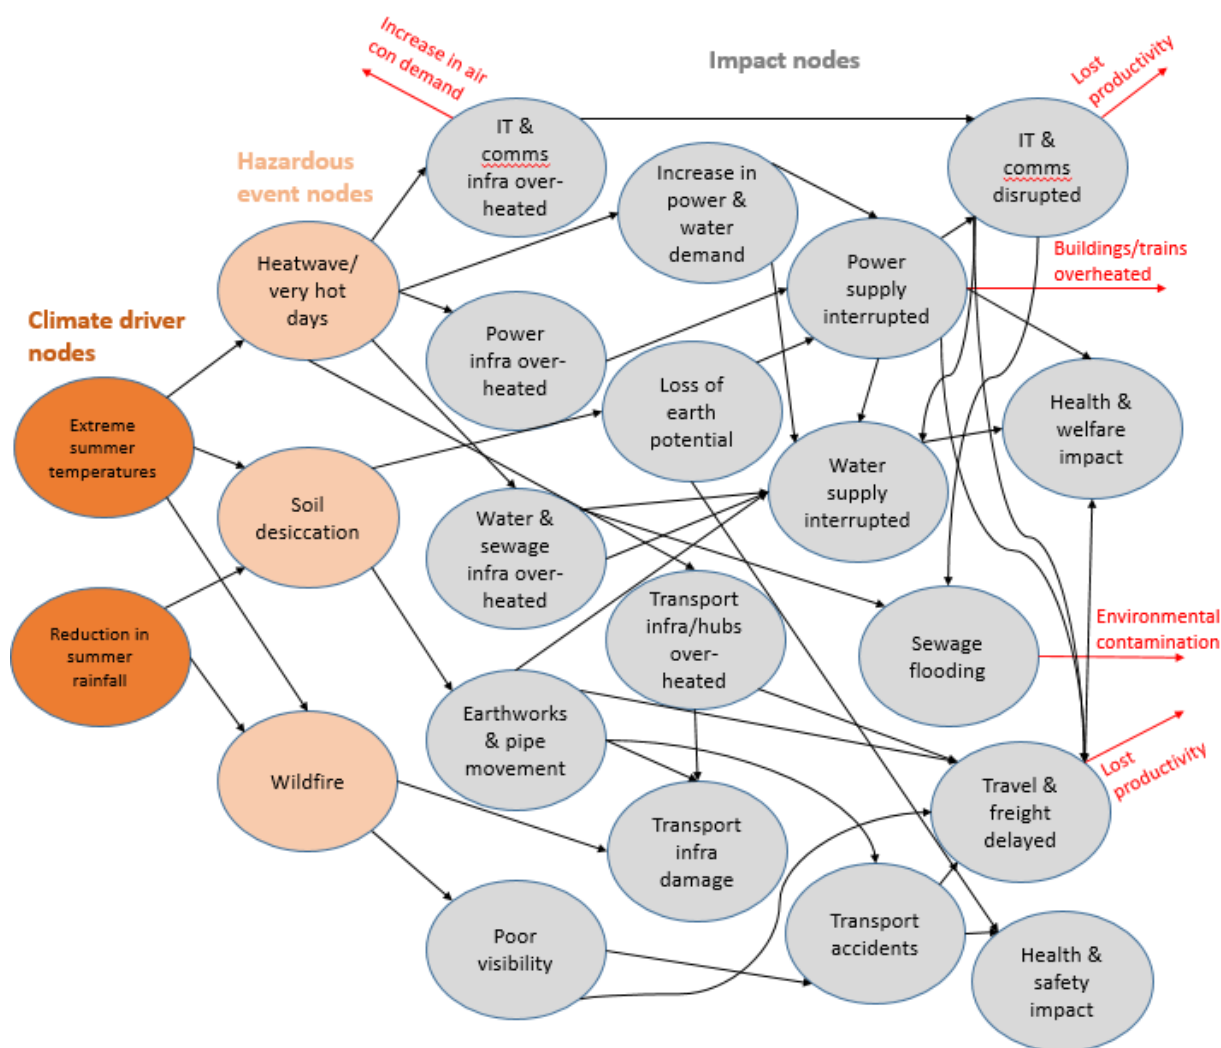 Increase in air
con demand
Impact nodes
Lost
productivity
Hazardous
event nodes
IT &
comms
infra over-
heated
Increase in
power &
water
demand
IT &
comms
disrupted
Heatwave/
very hot
days
Power
supply
interrupted
Buildings/trains
overheated
Climate driver
nodes
Power
infra over-
heated
Loss of
earth
potential
Health &
welfare
impact
Extreme
summer
temperatures
Soil
desiccation
Water &
sewage
infra over-
heated
Water
supply
interrupted
Reduction in
summer
rainfall
Transport
infra/hubs
over-
heated
Sewage
flooding
Environmental
contamination
Earthworks
& pipe
movement
Wildfire
Transport
infra
damage
Travel &
freight
delayed
Lost
productivity
Poor
visibility
Transport
accidents
Health &
safety
impact